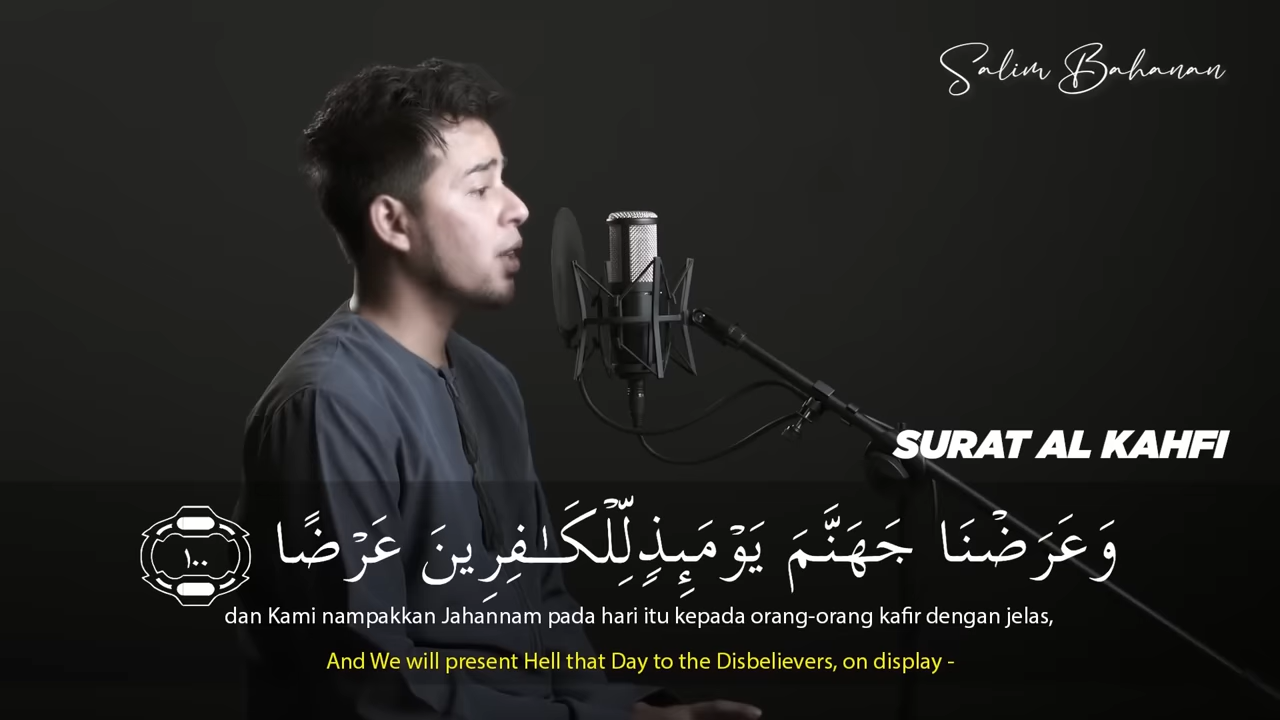 Salim Bahanan
SURAT AL KAHFI
وَعَرَضْنَا جَهَنَّمَ يَوْمَىِٕذٍ لِّلْكَـٰفِرِينَ عَرْضًا ١٠٠
dan Kami nampakkan Jahannam pada hari itu kepada orang-orang kafir dengan jelas,
And We will present Hell that Day to the Disbelievers, on display -